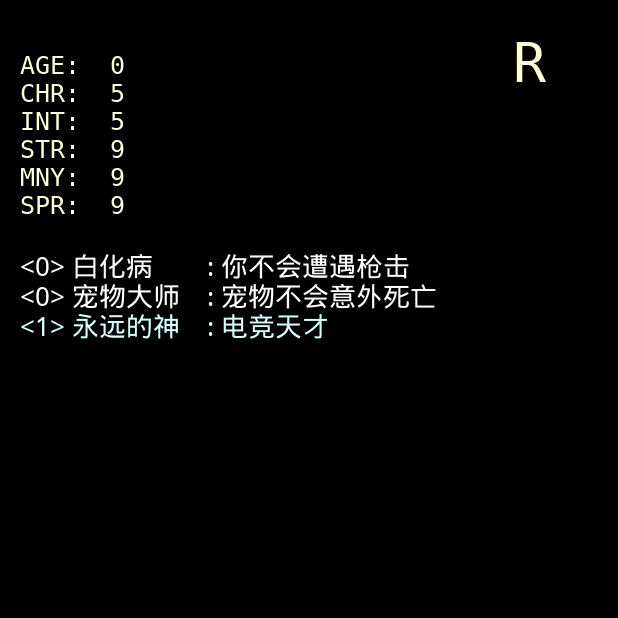 R
AGE: 0
CHR: 5
INT: 5
STR: 9
MNY: 9
SPR: 9
<0> 白化病 : 你不会遭遇枪击
<0> 宠物大师 : 宠物不会意外死亡
<1> 永远的神 : 电竞天才